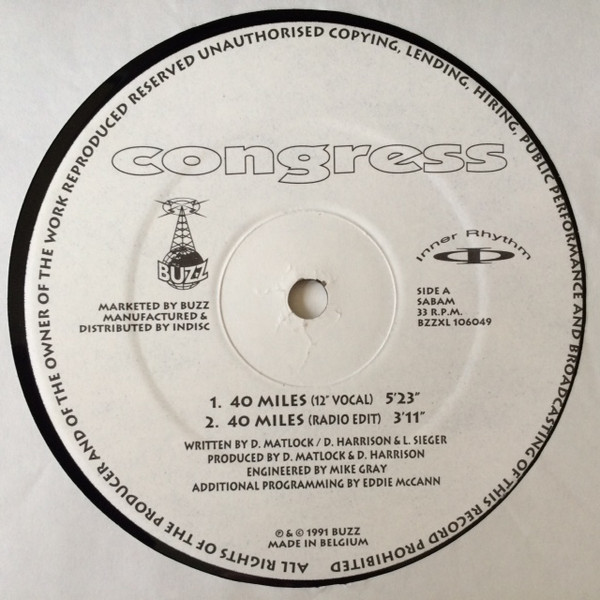 ALL RIGHTS OF THE PRODUCER AND OF THE OWNER OF THE WORK REPRODUCED RESERVED UNAUTHORISED COPYING, LENDING, HIRING, PUBLIC PERFORMANCE AND BROADCASTING OF THIS RECORD PROHIBITED
congress
BUZZ
MARKETED BY BUZZ
MANUFACTURED &
DISTRIBUTED BY INDISC
Inner Rhythm
SIDE A
SABAM
33 R.P.M.
BZZXL 106049
1. 40 MILES (12" VOCAL) 5'23"
2. 40 MILES (RADIO EDIT) 3'11"
WRITTEN BY D. MATLOCK / D. HARRISON & L. SIEGER
PRODUCED BY D. MATLOCK & D. HARRISON
ENGINEERED BY MIKE GRAY
ADDITIONAL PROGRAMMING BY EDDIE McCANN
℗ & © 1991 BUZZ
MADE IN BELGIUM